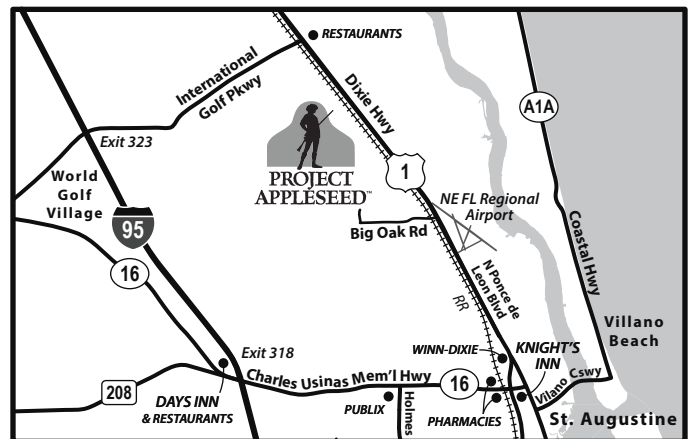 RESTAURANTS
International
Golf Pkwy
Dixie Hwy
A1A
Exit 323
PROJECT
APPLESEED™
1
World
Golf
Village
95
NE FL Regional
Airport
Big Oak Rd
Coastal Hwy
16
N Ponce de
Leon Blvd
RR
Villano
Beach
Exit 318
WINN-DIXIE
KNIGHT'S
INN
Charles Usinas Mem'l Hwy
16
Vilano Cswy
208
DAYS INN
& RESTAURANTS
PUBLIX
Holmes
PHARMACIES
St. Augustine